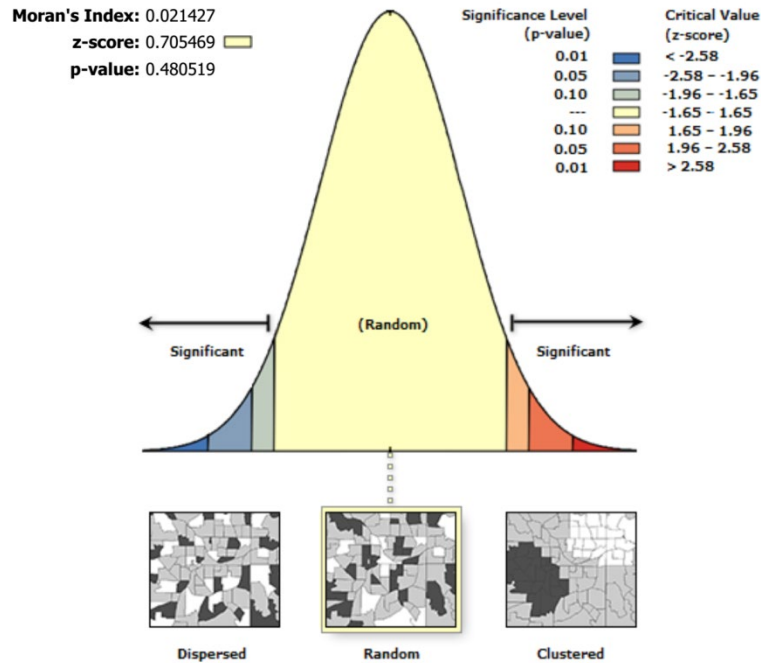 Moran's Index: 0.021427
z-score: 0.705469
p-value: 0.480519
Significance Level
(p-value)
Critical Value
(z-score)
0.01 < -2.58
0.05 -2.58 – -1.96
0.10 -1.96 – -1.65
--- -1.65 – 1.65
0.10 1.65 – 1.96
0.05 1.96 – 2.58
0.01 > 2.58
(Random)
Significant
Significant
Dispersed
Random
Clustered